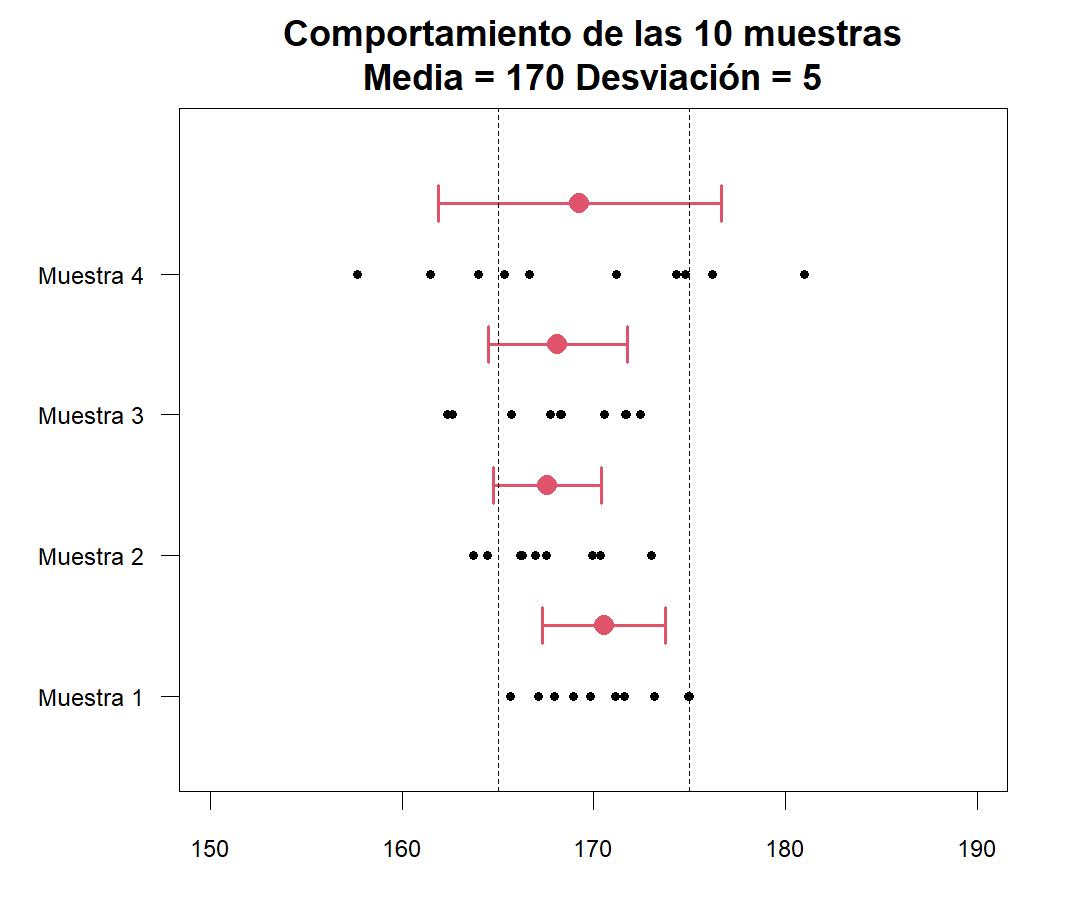 Comportamiento de las 10 muestras
Media = 170 Desviación = 5
Muestra 4
Muestra 3
Muestra 2
Muestra 1
150 160 170 180 190